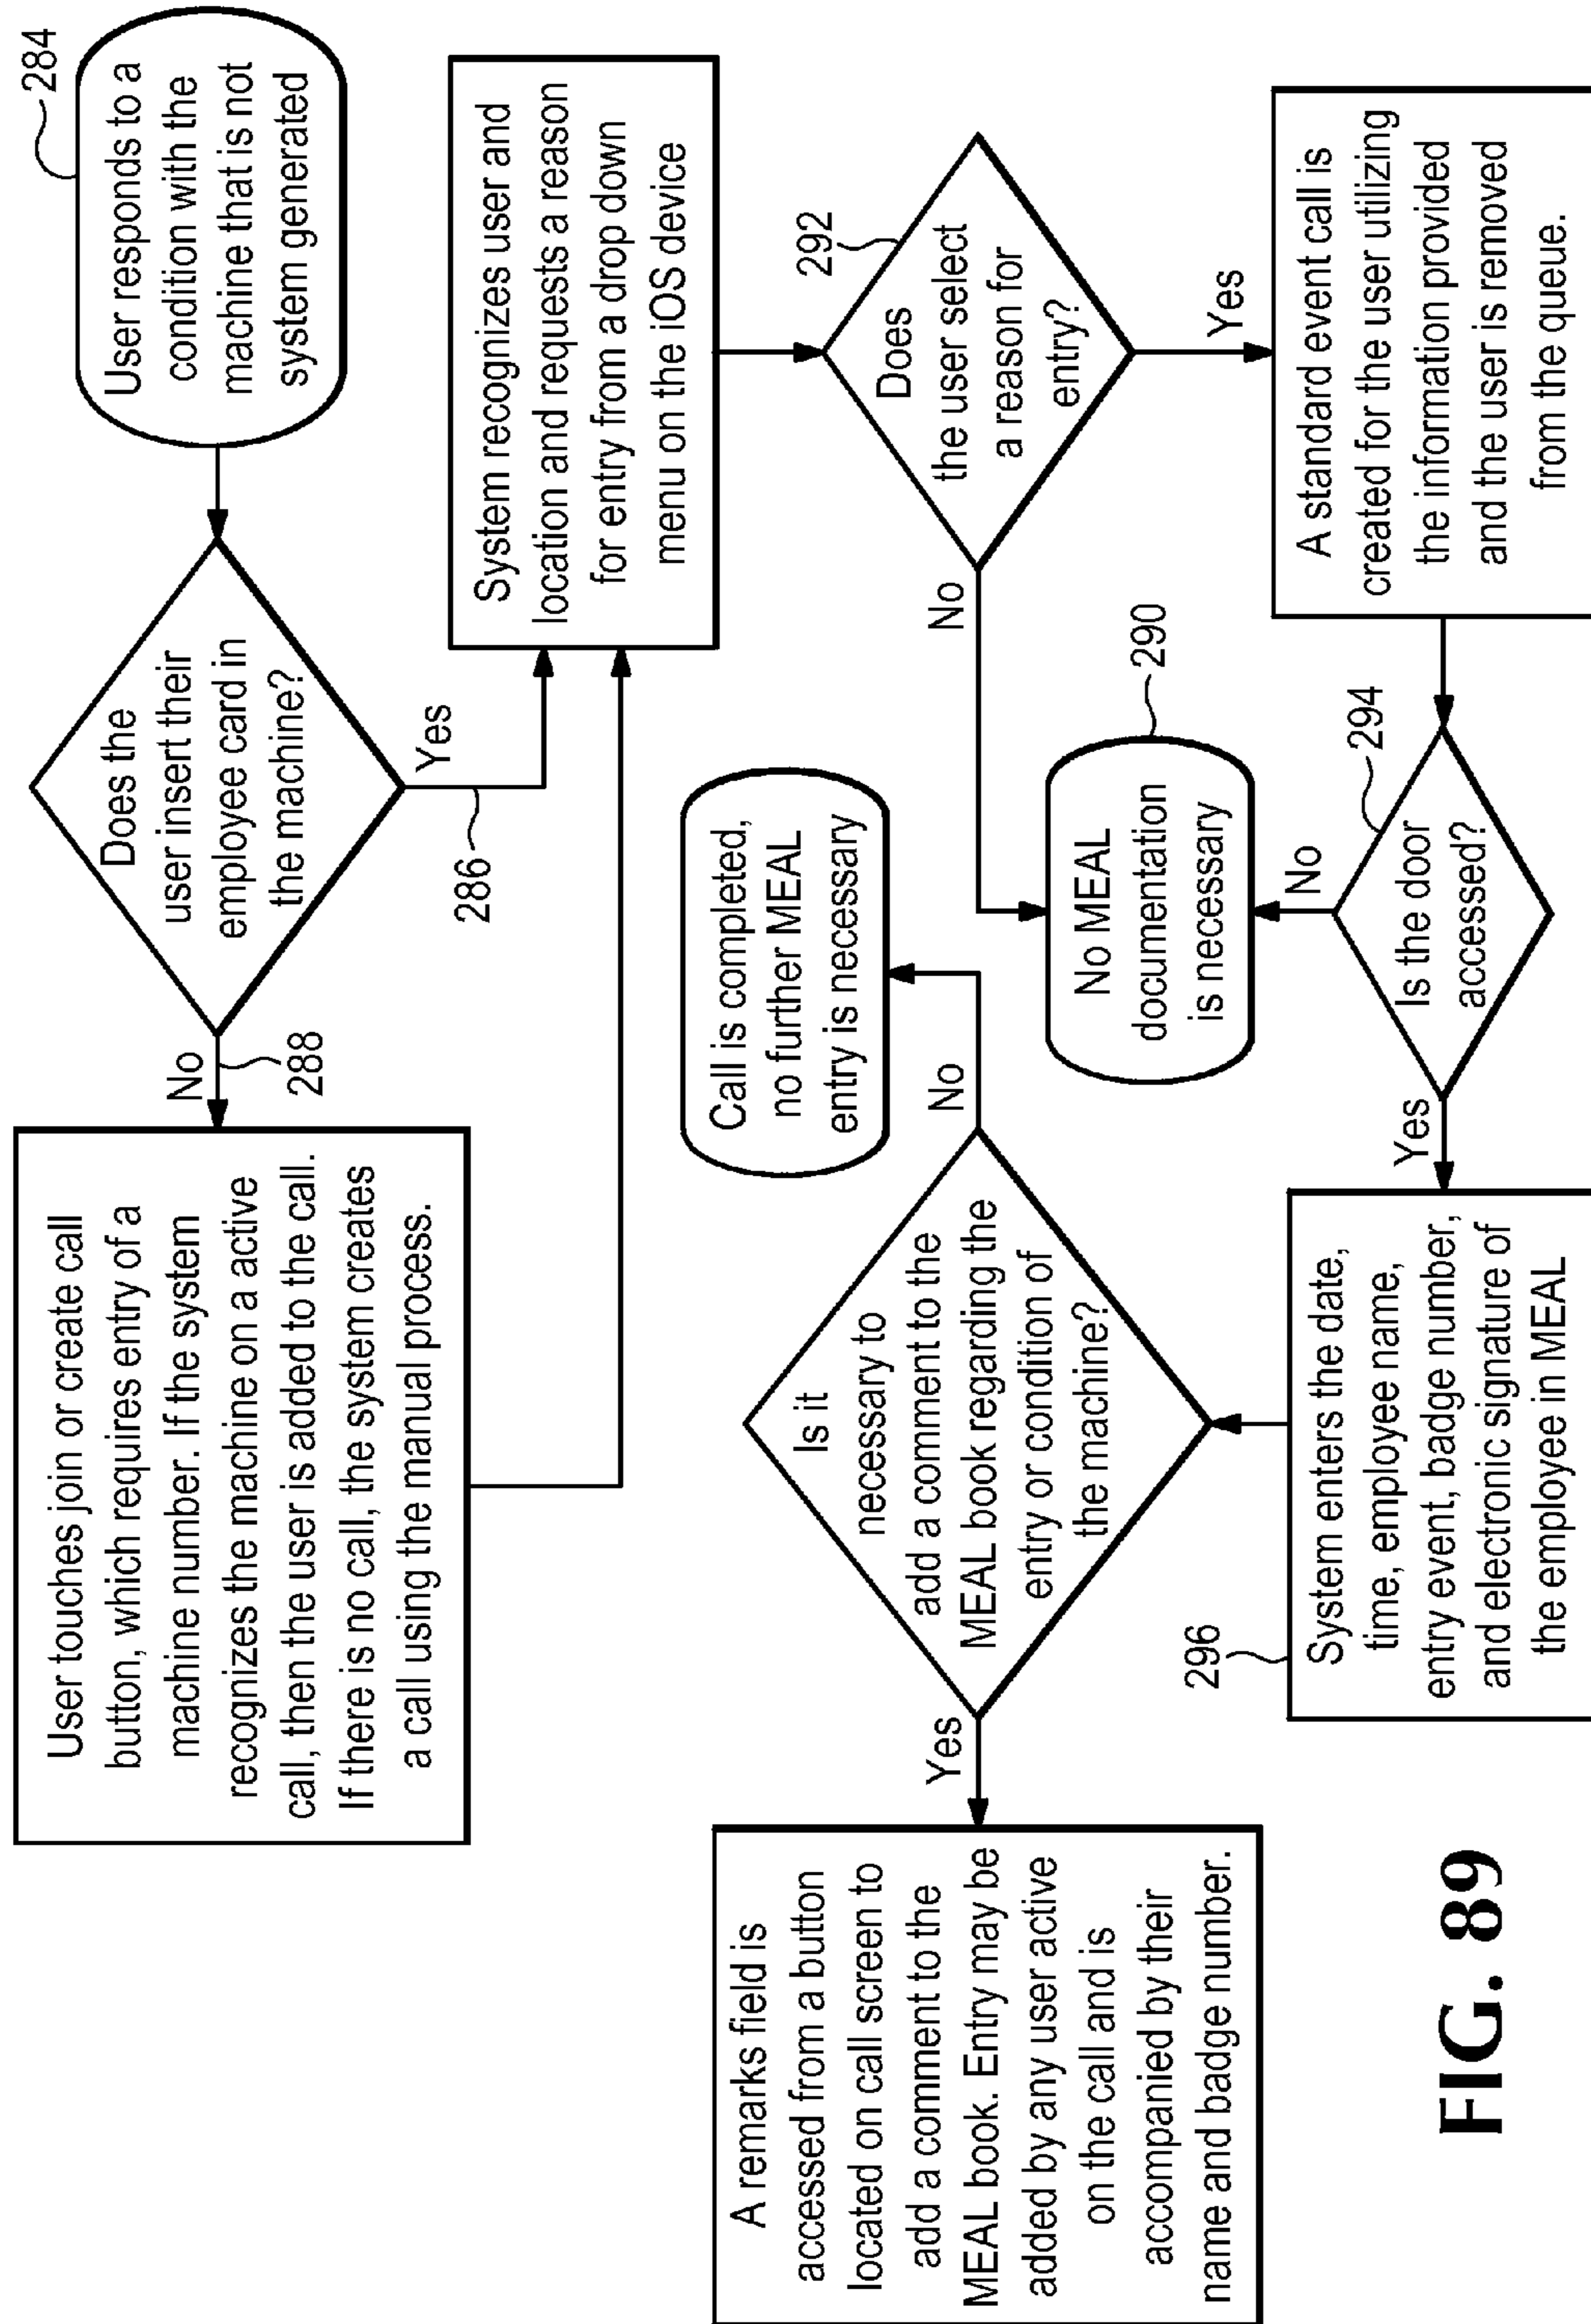 284
User responds to a
condition with the
machine that is not
system generated
Does the
user insert their
employee card in
the machine?
No
288
Yes
286
User touches join or create call
button, which requires entry of a
machine number. If the system
recognizes the machine on a active
call, then the user is added to the call.
If there is no call, the system creates
a call using the manual process.
System recognizes user and
location and requests a reason
for entry from a drop down
menu on the iOS device
292
Does
the user select
a reason for
entry?
No
Yes
290
No MEAL
documentation
is necessary
A standard event call is
created for the user utilizing
the information provided
and the user is removed
from the queue.
294
Is the door
accessed?
No
Yes
296
System enters the date,
time, employee name,
entry event, badge number,
and electronic signature of
the employee in MEAL
Is it
necessary to
add a comment to the
MEAL book regarding the
entry or condition of
the machine?
No
Call is completed,
no further MEAL
entry is necessary
Yes
A remarks field is
accessed from a button
located on call screen to
add a comment to the
MEAL book. Entry may be
added by any user active
on the call and is
accompanied by their
name and badge number.
FIG. 89